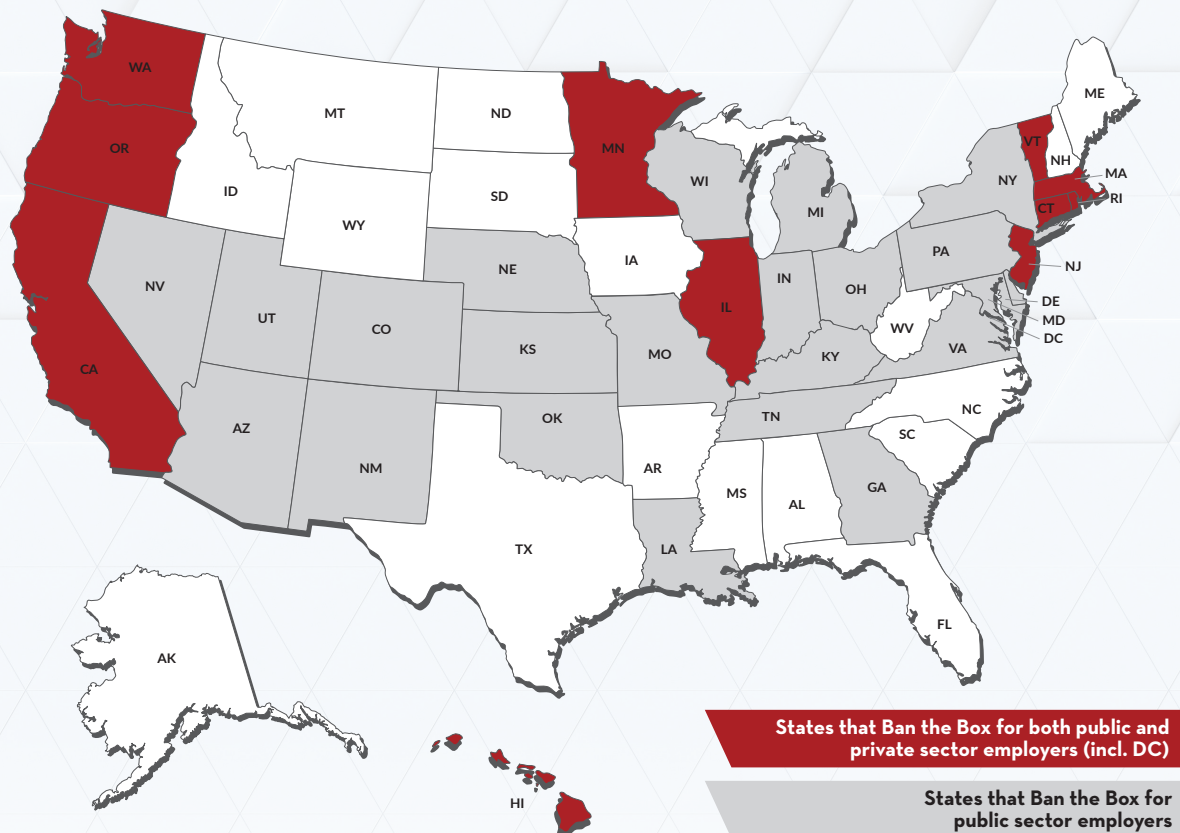 WA
MT
ND
MN
ME
OR
VT
ID
SD
WI
NY
NH
MA
WY
MI
CT
RI
IA
PA
NJ
NE
NV
IN
OH
DE
UT
IL
MD
CO
WV
DC
KS
MO
KY
VA
CA
AZ
OK
TN
NC
NM
AR
SC
MS
AL
GA
TX
LA
FL
AK
HI
States that Ban the Box for both public and
private sector employers (incl. DC)
States that Ban the Box for
public sector employers